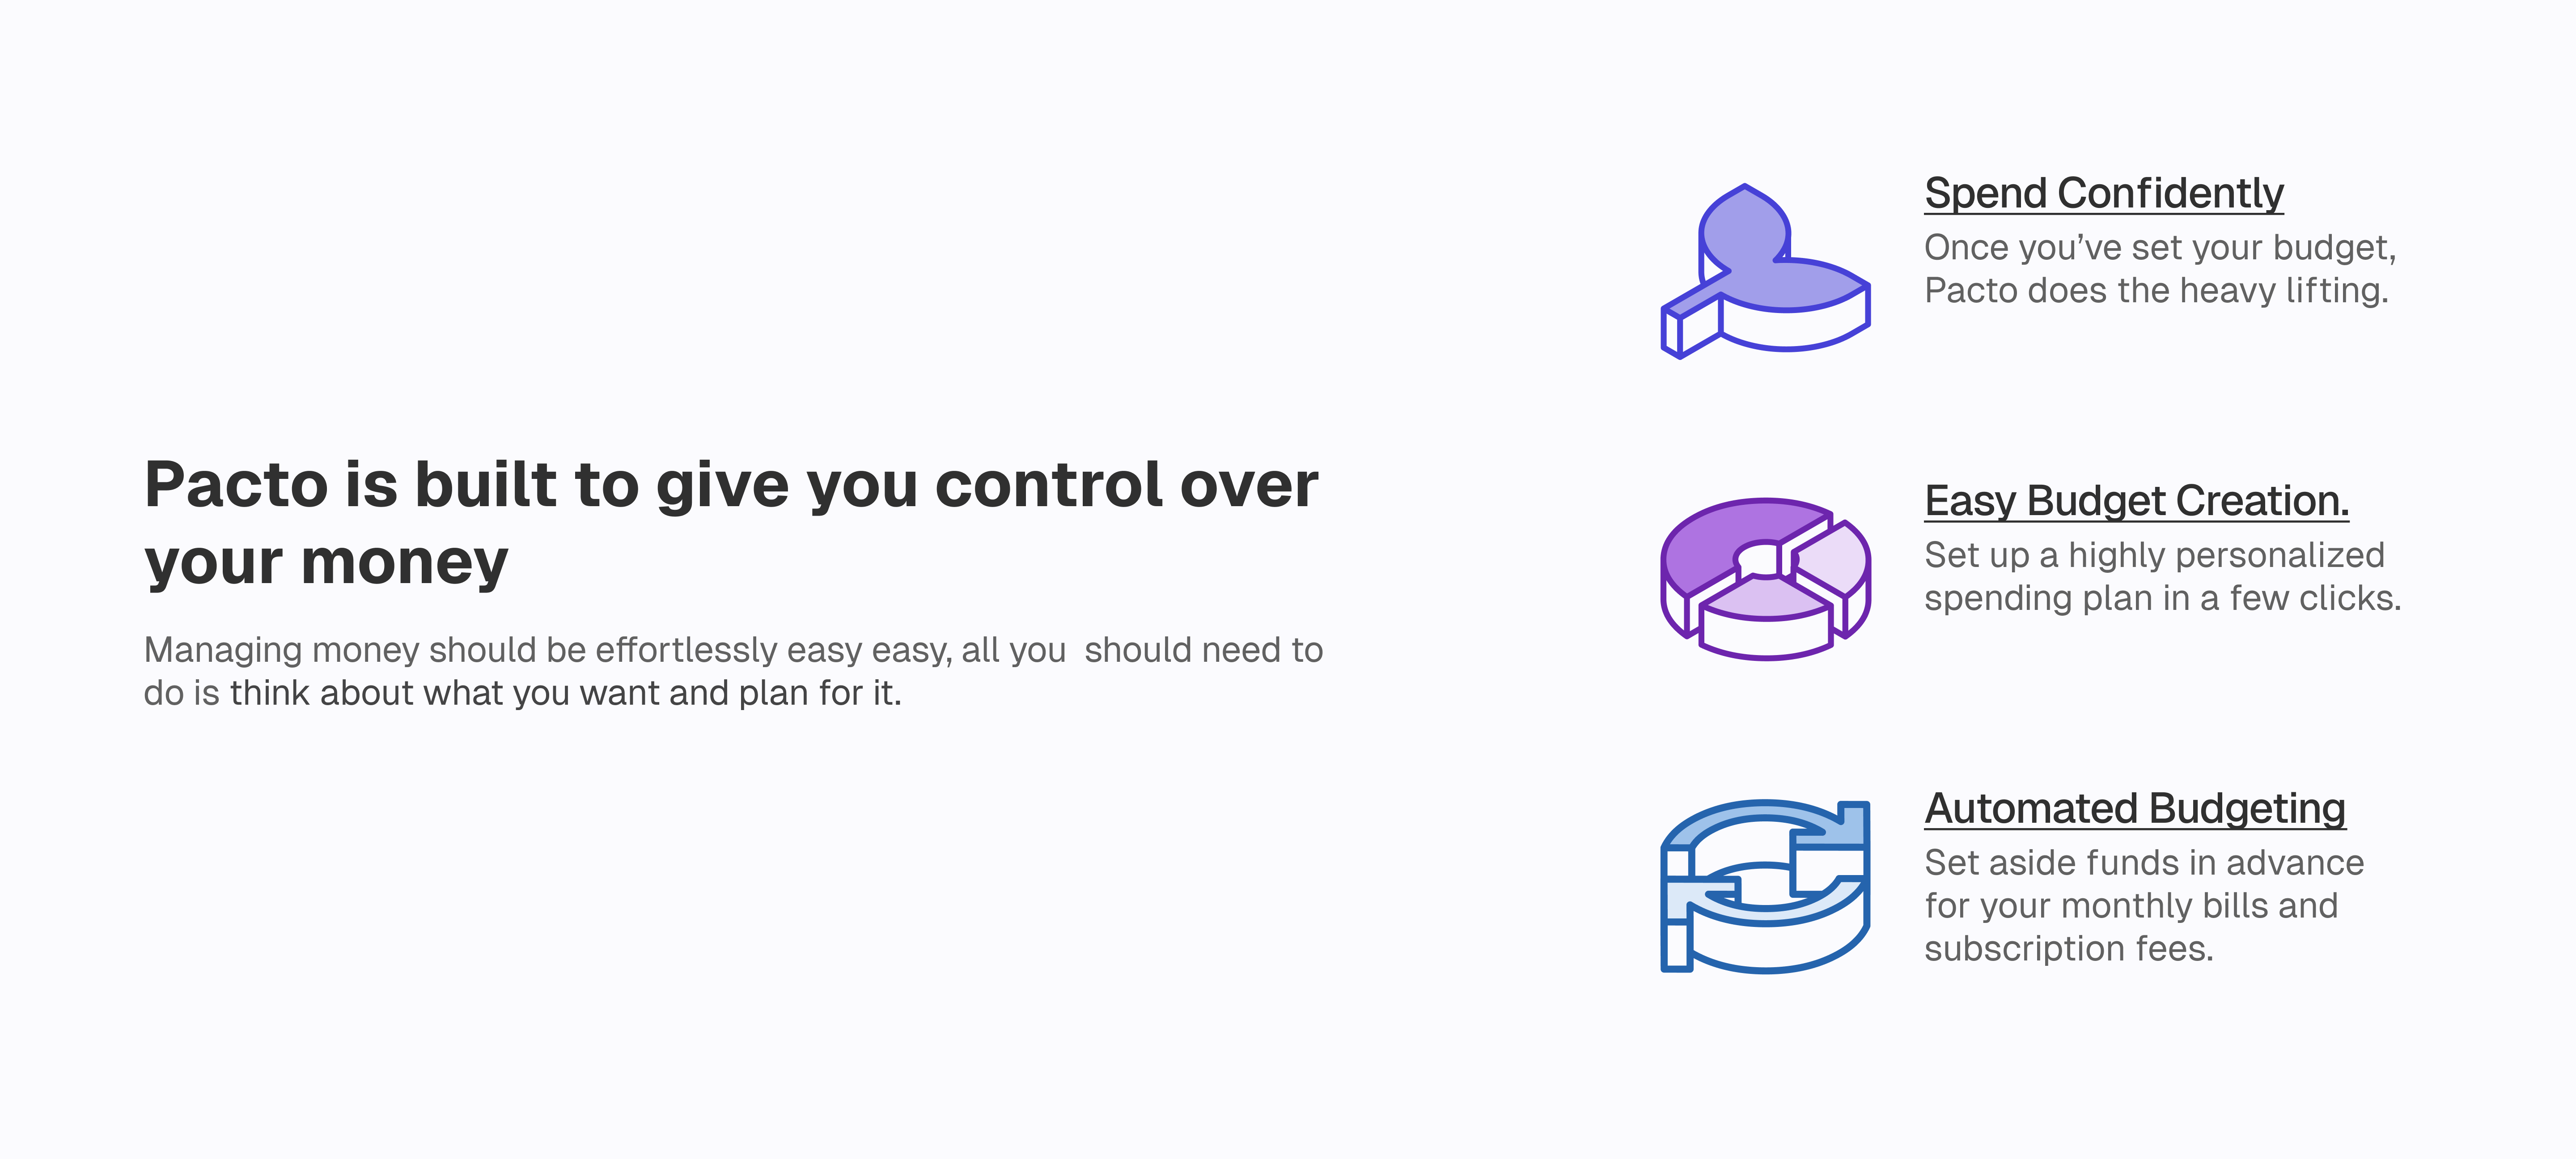 Pacto is built to give you control over
your money
Managing money should be effortlessly easy easy, all you  should need to
do is think about what you want and plan for it.
Spend Confidently
Once you’ve set your budget,
Pacto does the heavy lifting.
Easy Budget Creation.
Set up a highly personalized
spending plan in a few clicks.
Automated Budgeting
Set aside funds in advance
for your monthly bills and
subscription fees.